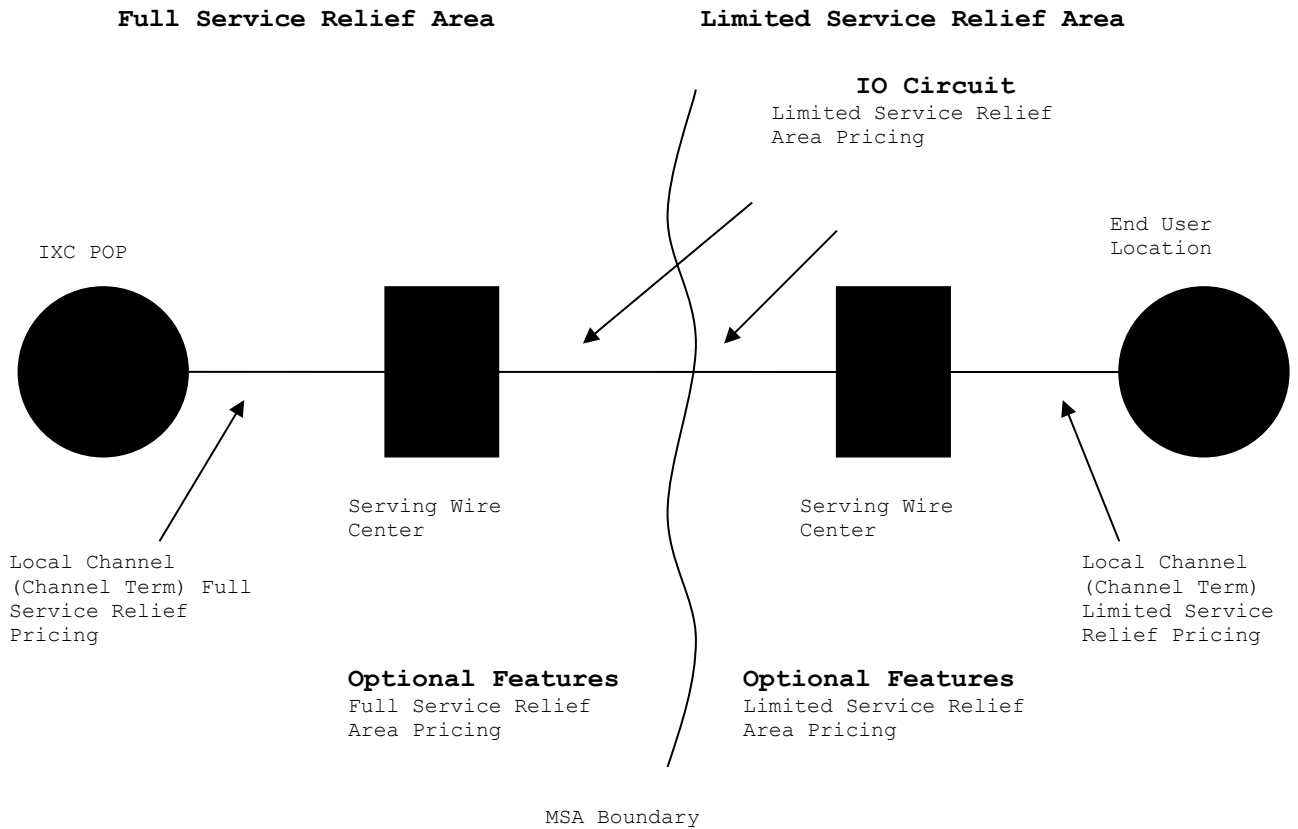 Full Service Relief Area
Limited Service Relief Area
IO Circuit
Limited Service Relief
Area Pricing
IXC POP
End User
Location
Serving Wire
Center
Serving Wire
Center
Local Channel
(Channel Term) Full
Service Relief
Pricing
Local Channel
(Channel Term)
Limited Service
Relief Pricing
Optional Features
Full Service Relief
Area Pricing
Optional Features
Limited Service Relief
Area Pricing
MSA Boundary